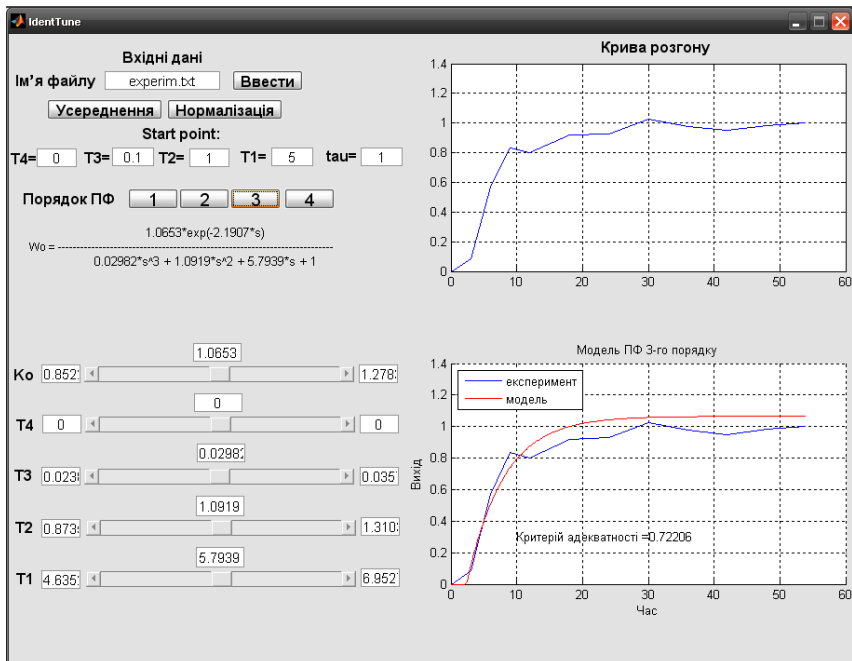 IdentTune
Вхідні дані
Ім'я файлу experim.txt Ввести
Усереднення Нормалізація
Start point:
T4= 0 T3= 0.1 T2= 1 T1= 5 tau= 1
Порядок ПФ 1 2 3 4
1.0653*exp(-2.1907*s)
Wo = ----------------------------------------------------------------
0.02982*s^3 + 1.0919*s^2 + 5.7939*s + 1
1.0653
Ko 0.852 1.278
0
T4 0 0
0.02982
T3 0.023 0.035
1.0919
T2 0.873 1.310
5.7939
T1 4.635 6.952
Крива розгону
1.4
1.2
1
0.8
0.6
0.4
0.2
0
0 10 20 30 40 50 60
Модель ПФ 3-го порядку
1.4
1.2
1
0.8
0.6
0.4
0.2
0
експеримент
модель
Вихід
Критерій адекватності =0.72206
0 10 20 30 40 50 60
Час